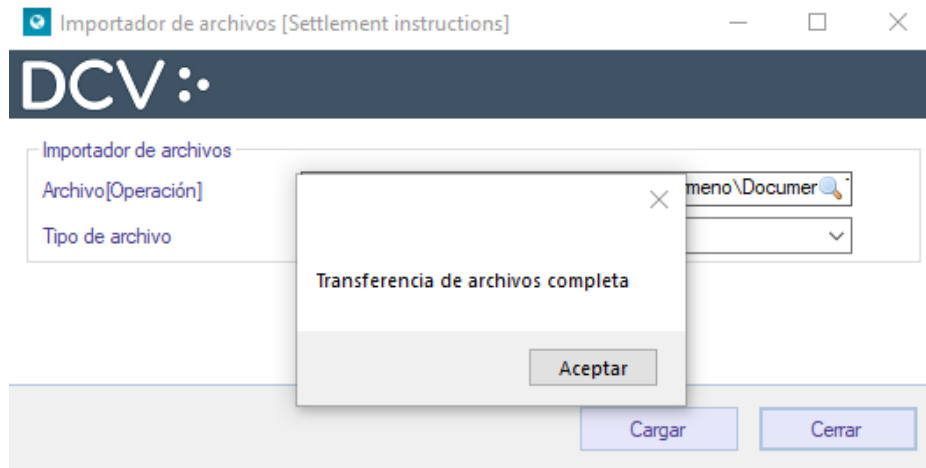 Importador de archivos [Settlement instructions]
DCV
Importador de archivos
Archivo[Operación]
meno\Documer
Tipo de archivo
Transferencia de archivos completa
Aceptar
Cargar
Cerrar